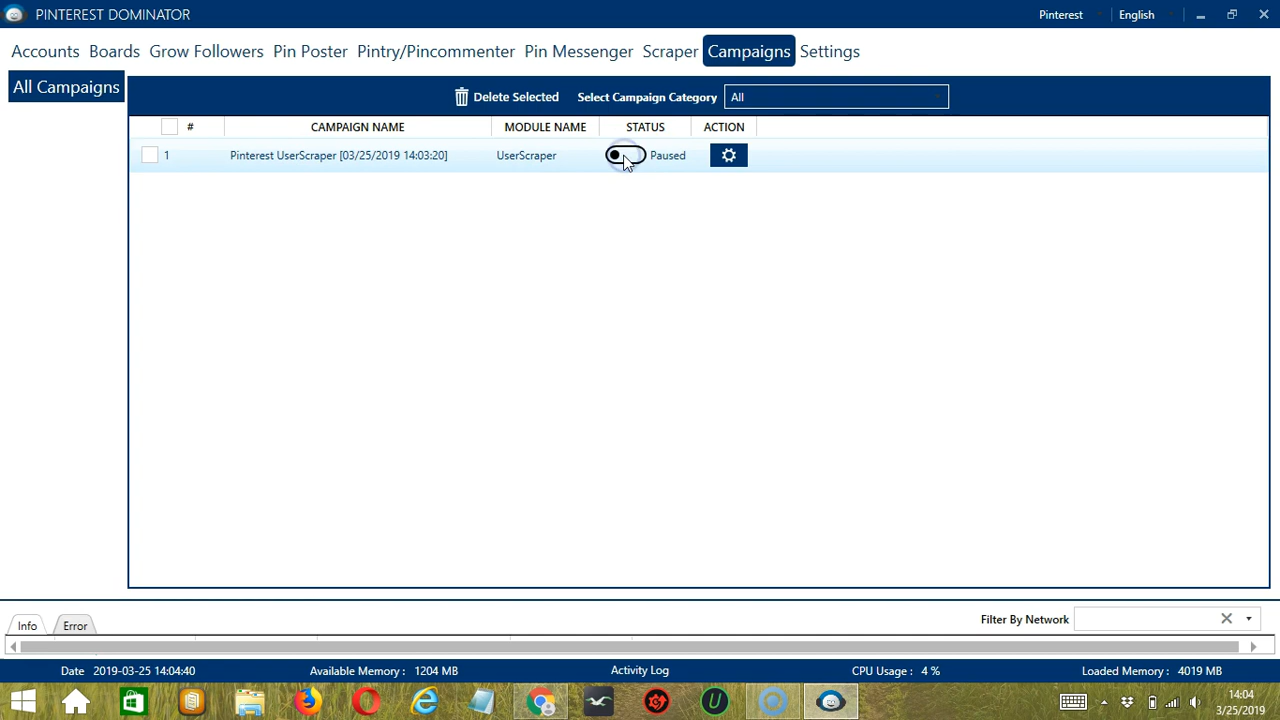 PINTEREST DOMINATOR
Pinterest English
Accounts Boards Grow Followers Pin Poster Pintry/Pincommenter Pin Messenger Scraper Campaigns Settings
All Campaigns
Delete Selected Select Campaign Category All
# CAMPAIGN NAME MODULE NAME STATUS ACTION
1 Pinterest UserScraper [03/25/2019 14:03:20] UserScraper Paused
Info Error Filter By Network
Date 2019-03-25 14:04:40 Available Memory : 1204 MB Activity Log CPU Usage : 4 % Loaded Memory : 4019 MB
14:04
3/25/2019